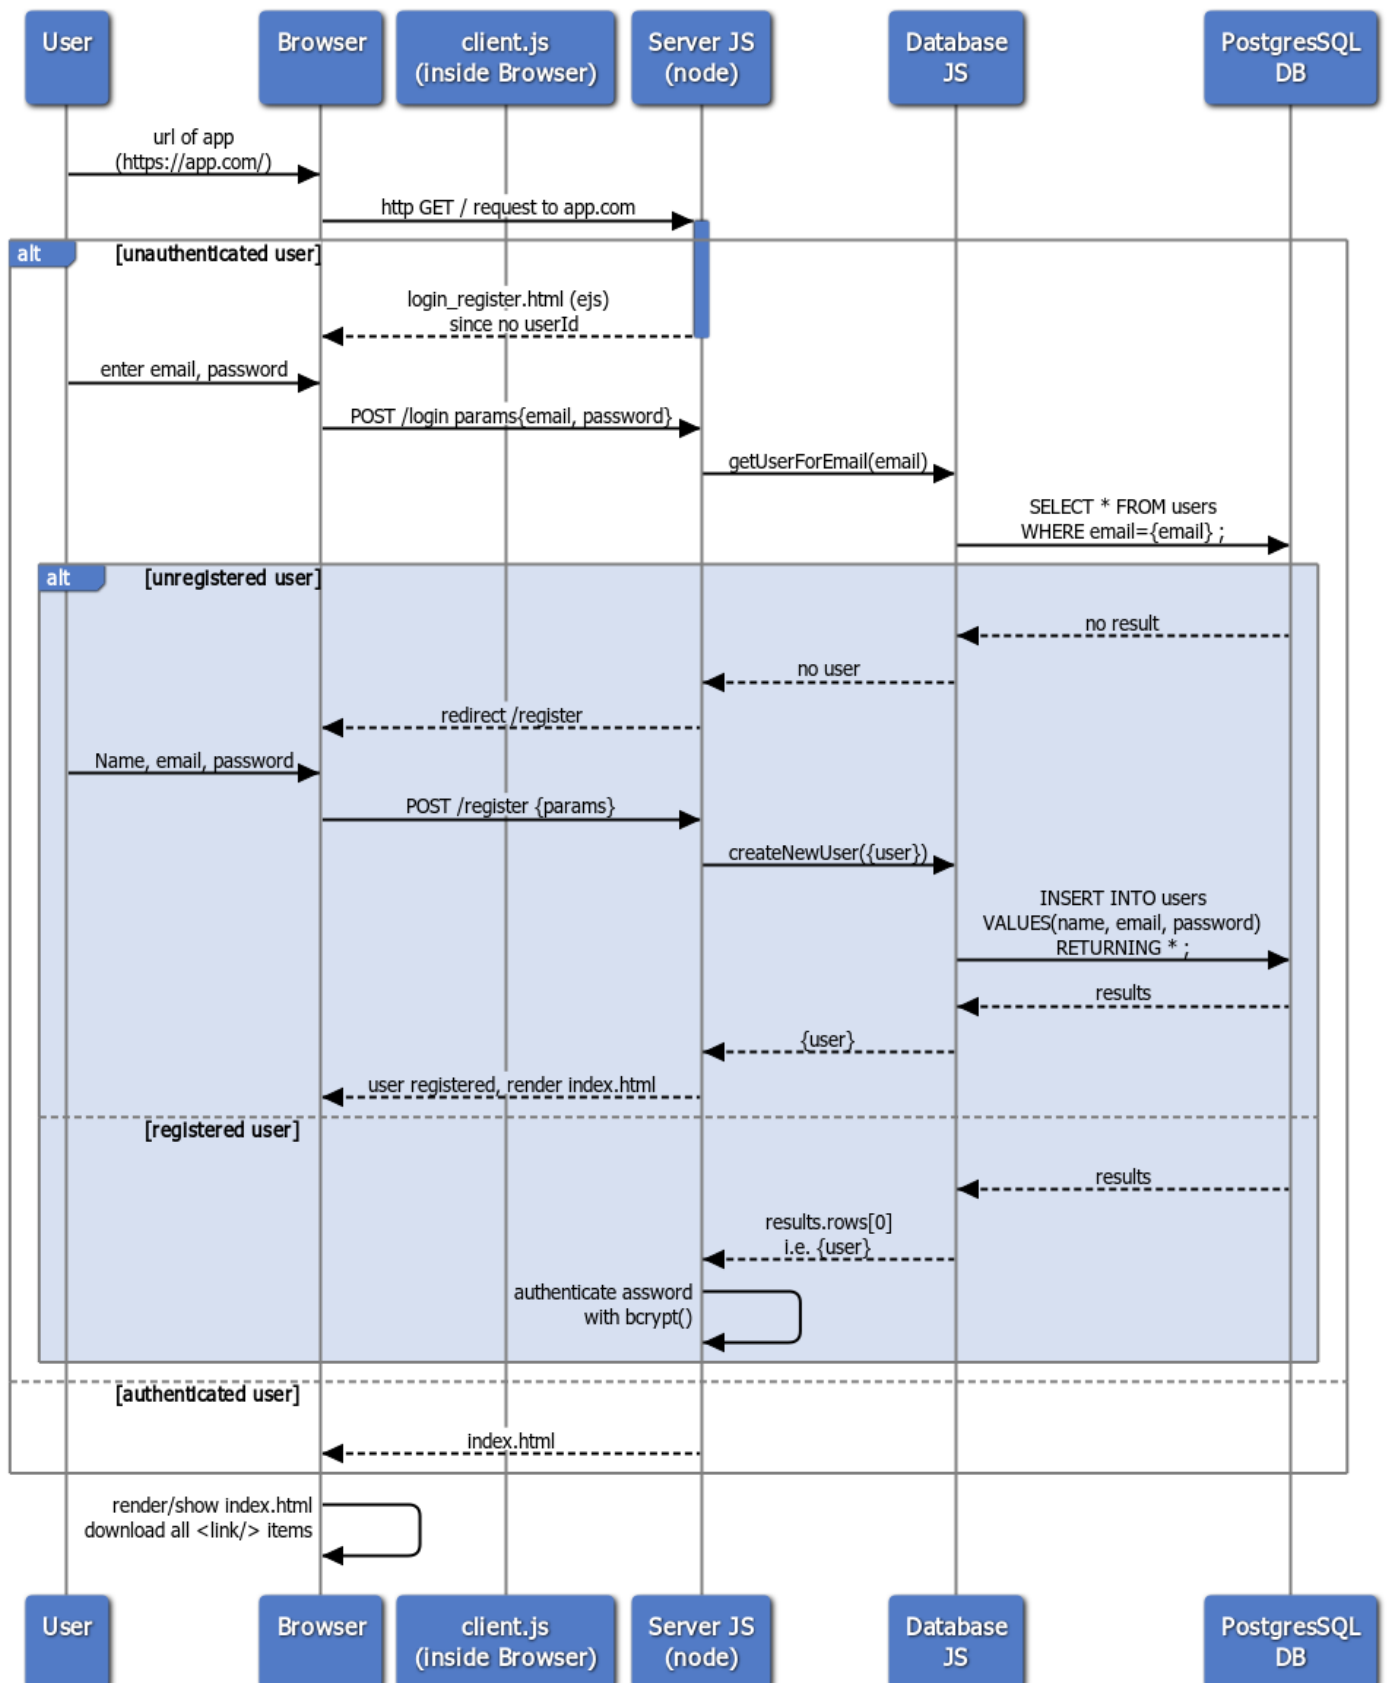 User
Browser
client.js
(inside Browser)
Server JS
(node)
Database
JS
PostgresSQL
DB
url of app
(https://app.com/)
http GET / request to app.com
alt
[unauthenticated user]
login_register.html (ejs)
since no userId
enter email, password
POST /login params{email, password}
getUserForEmail(email)
SELECT * FROM users
WHERE email={email} ;
alt
[unregistered user]
no result
no user
redirect /register
Name, email, password
POST /register {params}
createNewUser({user})
INSERT INTO users
VALUES(name, email, password)
RETURNING * ;
results
{user}
user registered, render index.html
[registered user]
results
results.rows[0]
i.e. {user}
authenticate assword
with bcrypt()
[authenticated user]
index.html
render/show index.html
download all <link/> items
User
Browser
client.js
(inside Browser)
Server JS
(node)
Database
JS
PostgresSQL
DB